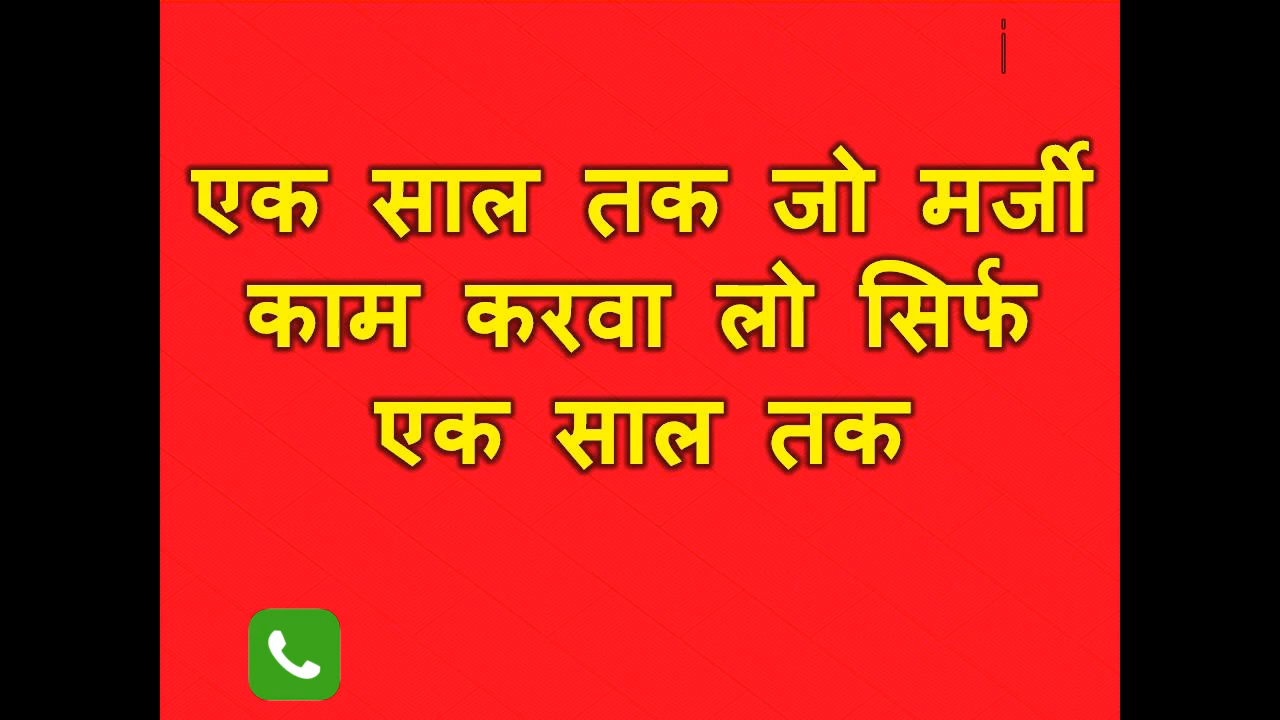 एक साल तक जो मर्जी
काम करवा लो सिर्फ
एक साल तक